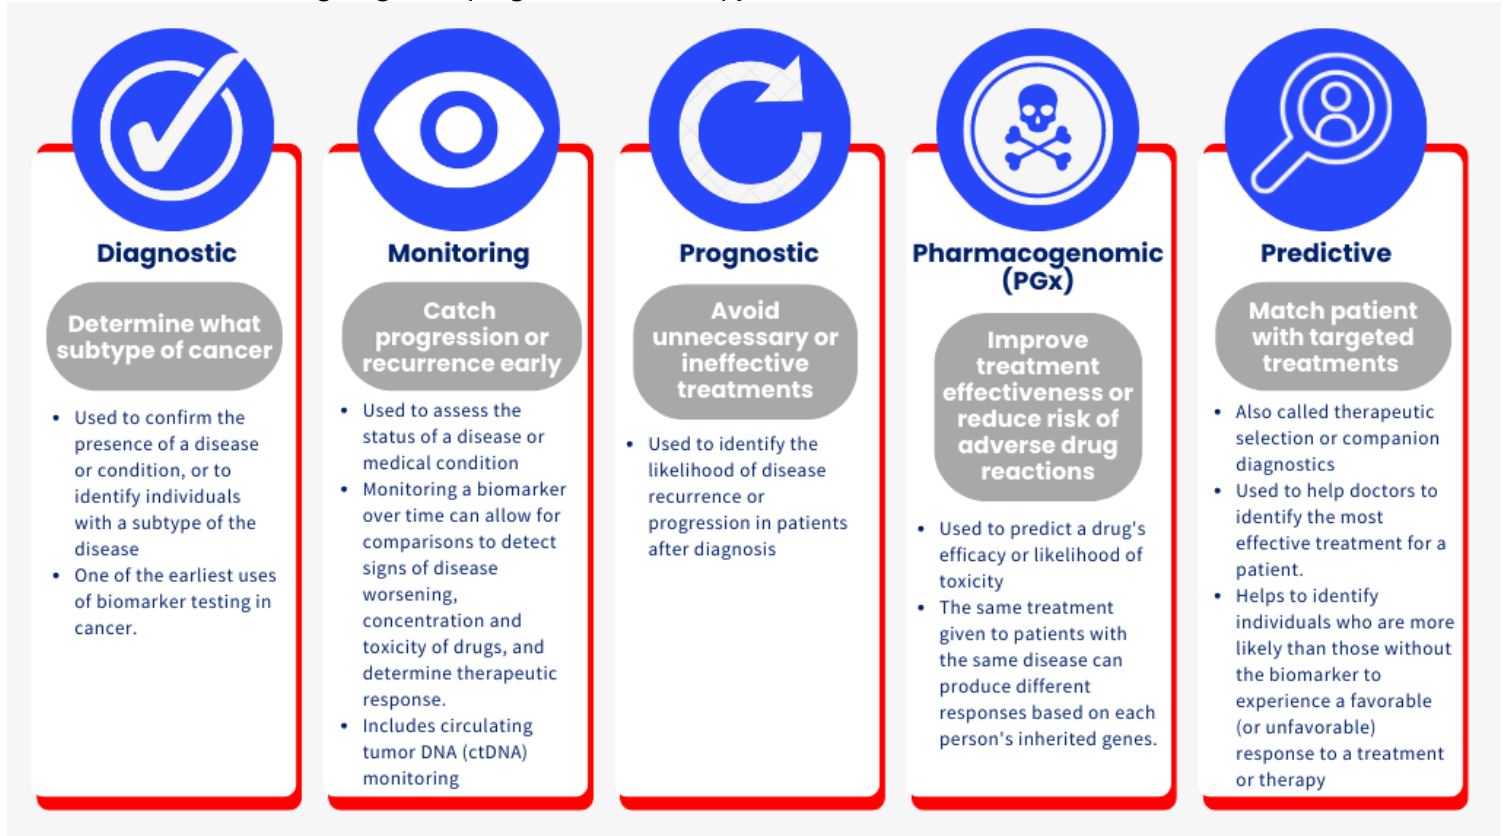 Diagnostic
Determine what
subtype of cancer
• Used to confirm the
presence of a disease
or condition, or to
identify individuals
with a subtype of the
disease
• One of the earliest uses
of biomarker testing in
cancer.
Monitoring
Catch
progression or
recurrence early
• Used to assess the
status of a disease or
medical condition
• Monitoring a biomarker
over time can allow for
comparisons to detect
signs of disease
worsening,
concentration and
toxicity of drugs, and
determine therapeutic
response.
• Includes circulating
tumor DNA (ctDNA)
monitoring
Prognostic
Avoid
unnecessary or
ineffective
treatments
• Used to identify the
likelihood of disease
recurrence or
progression in patients
after diagnosis
Pharmacogenomic
(PGx)
Improve
treatment
effectiveness or
reduce risk of
adverse drug
reactions
• Used to predict a drug's
efficacy or likelihood of
toxicity
• The same treatment
given to patients with
the same disease can
produce different
responses based on each
person's inherited genes.
Predictive
Match patient
with targeted
treatments
• Also called therapeutic
selection or companion
diagnostics
• Used to help doctors to
identify the most
effective treatment for a
patient.
• Helps to identify
individuals who are more
likely than those without
the biomarker to
experience a favorable
(or unfavorable)
response to a treatment
or therapy